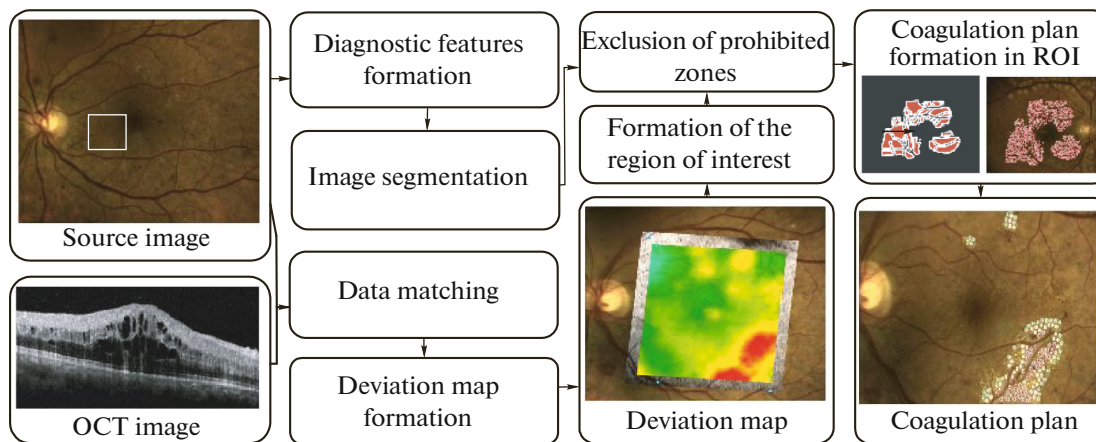 Source image
OCT image
Diagnostic features
formation
Image segmentation
Data matching
Deviation map
formation
Exclusion of prohibited
zones
Formation of the
region of interest
Deviation map
Coagulation plan
formation in ROI
Coagulation plan